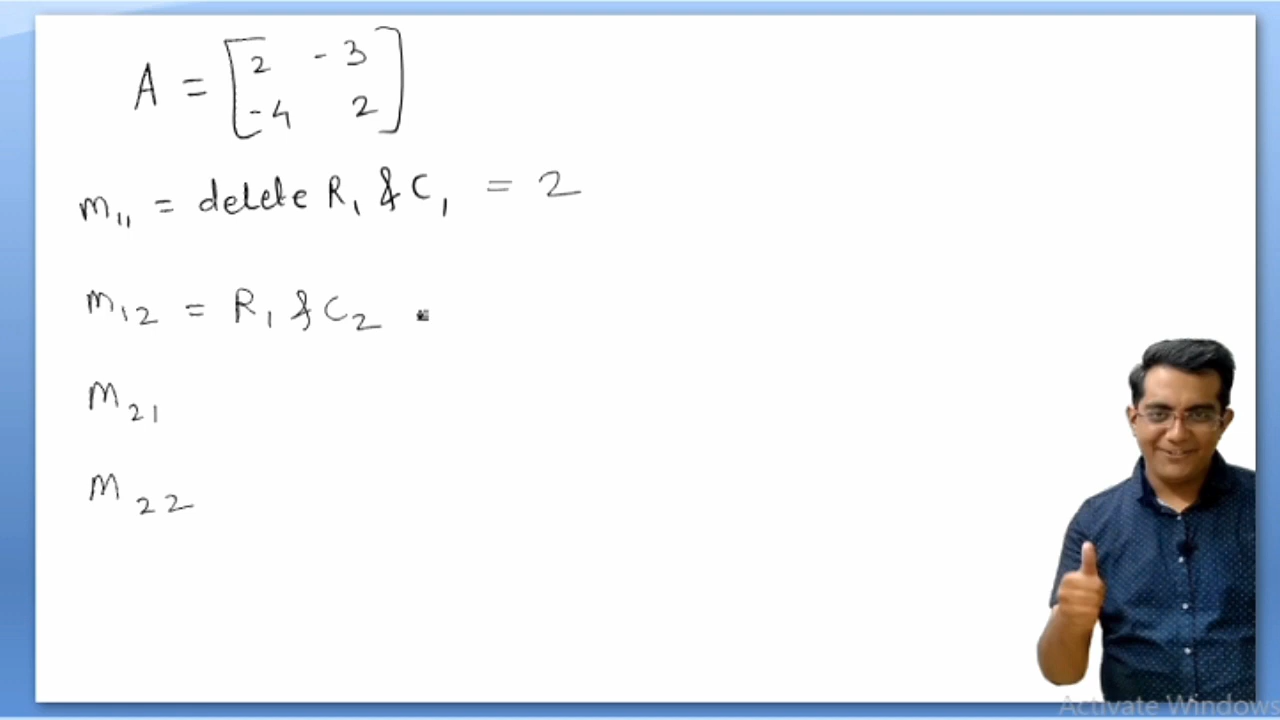 A = [2 -3
-4 2]
m₁₁ = delete R₁ & C₁ = 2
m₁₂ = R₁ & C₂
m₂₁
m₂₂
Activate Windows